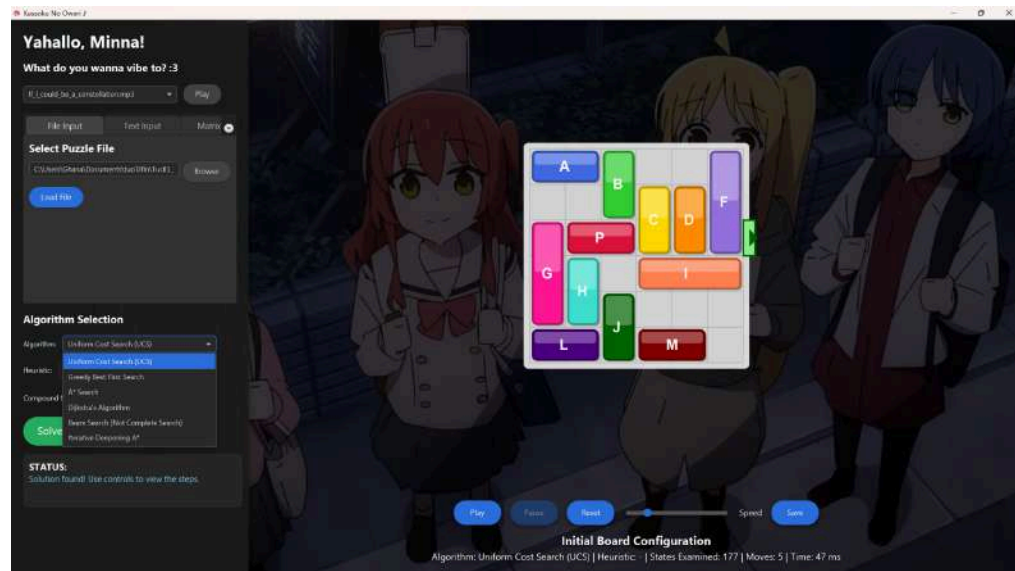 Kessoku No Owari ♪
Yahallo, Minna!
What do you wanna vibe to? :3
If_I_could_be_a_constellation.mp3
Play
File Input
Text Input
Matrix
Select Puzzle File
Browse
Load File
Algorithm Selection
Algorithm: Uniform Cost Search (UCS)
Uniform Cost Search (UCS)
Heuristic:
Greedy Best First Search
A* Search
Compound
Dijkstra's Algorithm
Beam Search (Not Complete Search)
Solve
Iterative Deepening A*
STATUS:
Solution found! Use controls to view the steps.
A
B
F
C
D
P
G
H
I
J
L
M
Play
Pause
Reset
Speed
Save
Initial Board Configuration
Algorithm: Uniform Cost Search (UCS) | Heuristic: - | States Examined: 177 | Moves: 5 | Time: 47 ms